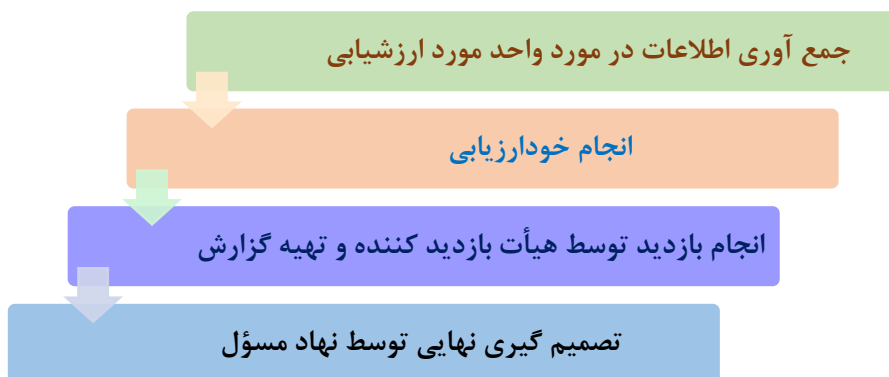 جمع آوری اطلاعات در مورد واحد مورد ارزشیابی
انجام خودارزیابی
انجام بازدید توسط هیأت بازدید کننده و تهیه گزارش
تصمیم گیری نهایی توسط نهاد مسؤل